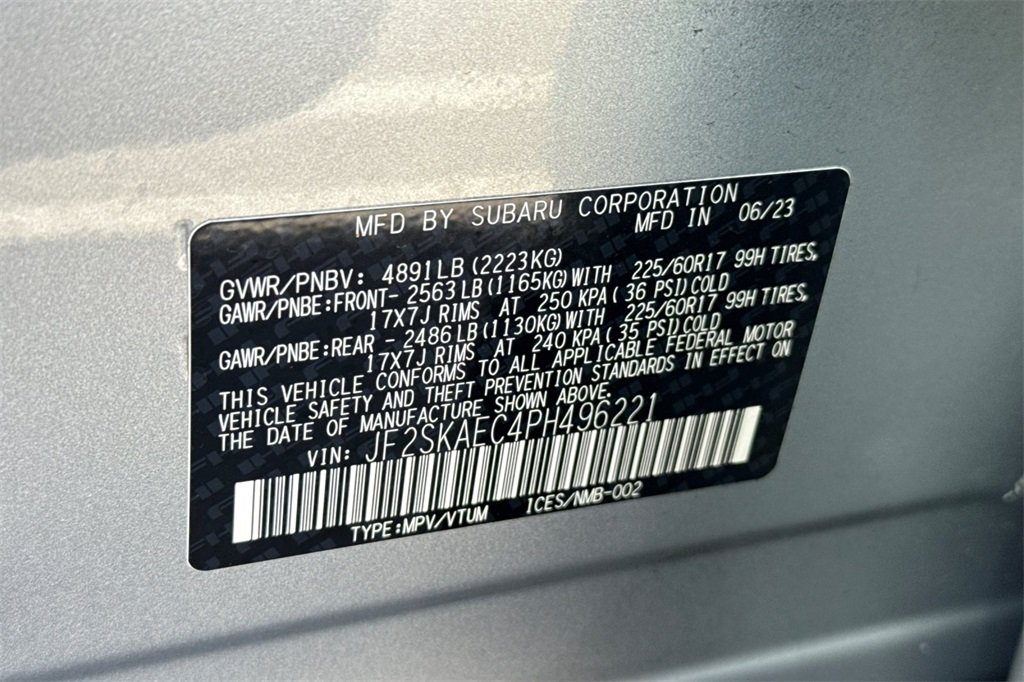 MFD BY SUBARU CORPORATION
MFD IN 06/23
GVWR/PNBV: 4891LB(2223KG)
GAWR/PNBE:FRONT- 2563LB(1165KG)WITH 225/60R17 99H TIRES,
17X7J RIMS AT 250 KPA( 36 PSI)COLD
GAWR/PNBE:REAR - 2486LB(1130KG)WITH 225/60R17 99H TIRES,
17X7J RIMS AT 240 KPA( 35 PSI)COLD
THIS VEHICLE CONFORMS TO ALL APPLICABLE FEDERAL MOTOR
VEHICLE SAFETY AND THEFT PREVENTION STANDARDS IN EFFECT ON
THE DATE OF MANUFACTURE SHOWN ABOVE.
VIN: JF2SKAEC4PH496221
TYPE:MPV/VTUM ICES/NMB-002